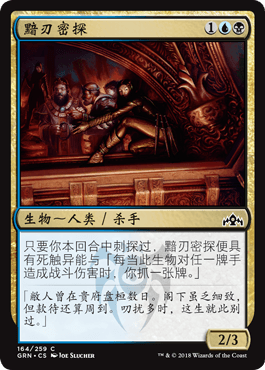 黯刃密探
1
生物～人类 / 杀手
只要你本回合中刺探过，黯刃密探便具
有死触异能与「每当此生物对任一牌手
造成战斗伤害时，你抓一张牌。」
「敌人曾在贵府盘桓数日。阁下虽乏细致，
但款待还算周到。叨扰多时，这生就此别
过。」
2/3
164/259 C
GRN • CS JOE SLUCHER
™ & © 2018 Wizards of the Coast